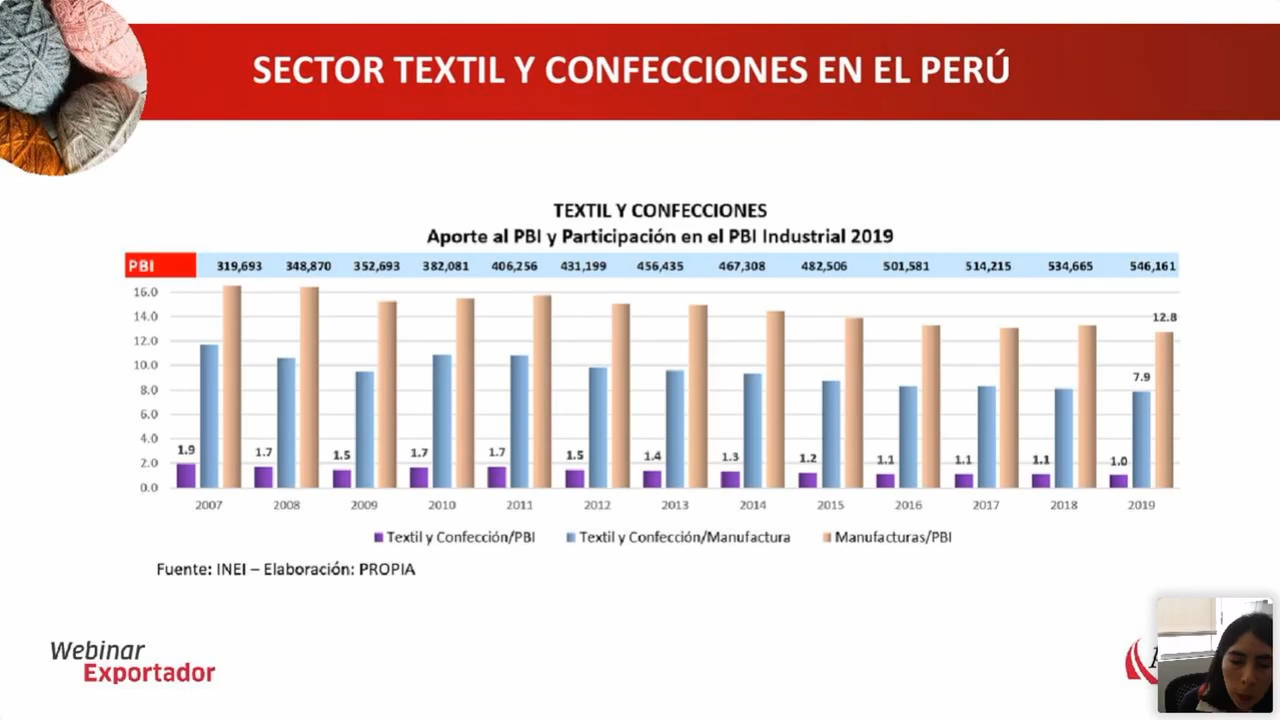 SECTOR TEXTIL Y CONFECCIONES EN EL PERÚ
TEXTIL Y CONFECCIONES
Aporte al PBI y Participación en el PBI Industrial 2019
PBI 319,693 348,870 352,693 382,081 406,256 431,199 456,435 467,308 482,506 501,581 514,215 534,665 546,161
16.0
14.0 12.8
12.0
10.0 7.9
8.0
6.0
4.0
1.9 1.7 1.5 1.7 1.7 1.5 1.4 1.3 1.2 1.1 1.1 1.1 1.0
2.0
0.0
2007 2008 2009 2010 2011 2012 2013 2014 2015 2016 2017 2018 2019
Textil y Confección/PBI Textil y Confección/Manufactura Manufacturas/PBI
Fuente: INEI – Elaboración: PROPIA
Webinar
Exportador